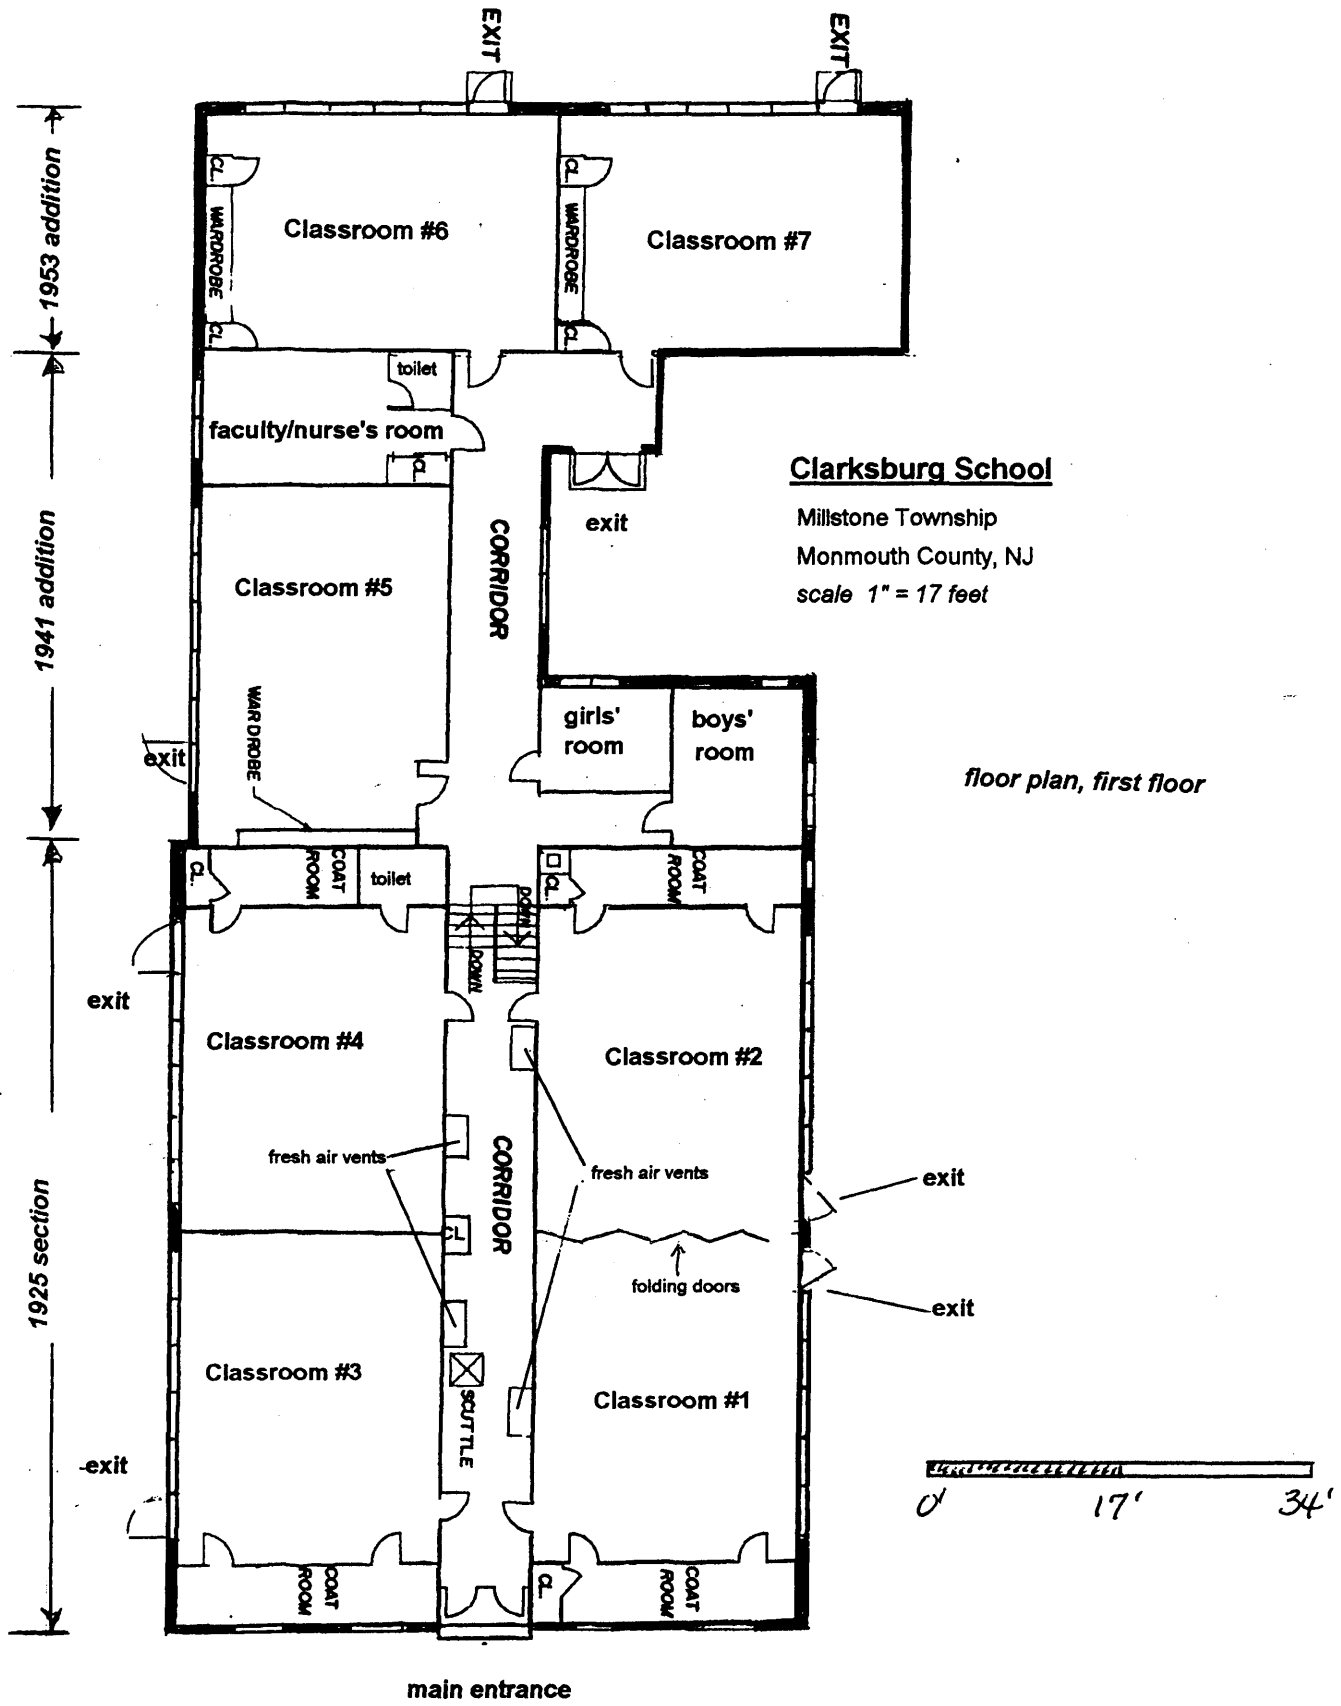 EXIT
EXIT
1953 addition
CL.
WARDROBE
CL.
Classroom #6
CL.
WARDROBE
CL.
Classroom #7
toilet
faculty/nurse's room
CL.
Clarksburg School
Millstone Township
Monmouth County, NJ
scale 1" = 17 feet
exit
CORRIDOR
1941 addition
Classroom #5
WARDROBE
exit
girls'
room
boys'
room
floor plan, first floor
CL.
COAT
ROOM
toilet
CL.
COAT
ROOM
DOWN
DOWN
exit
Classroom #4
Classroom #2
fresh air vents
fresh air vents
CORRIDOR
exit
CL
folding doors
exit
1925 section
Classroom #3
SCUTTLE
Classroom #1
exit
0'
17'
34'
COAT
ROOM
CL.
COAT
ROOM
main entrance